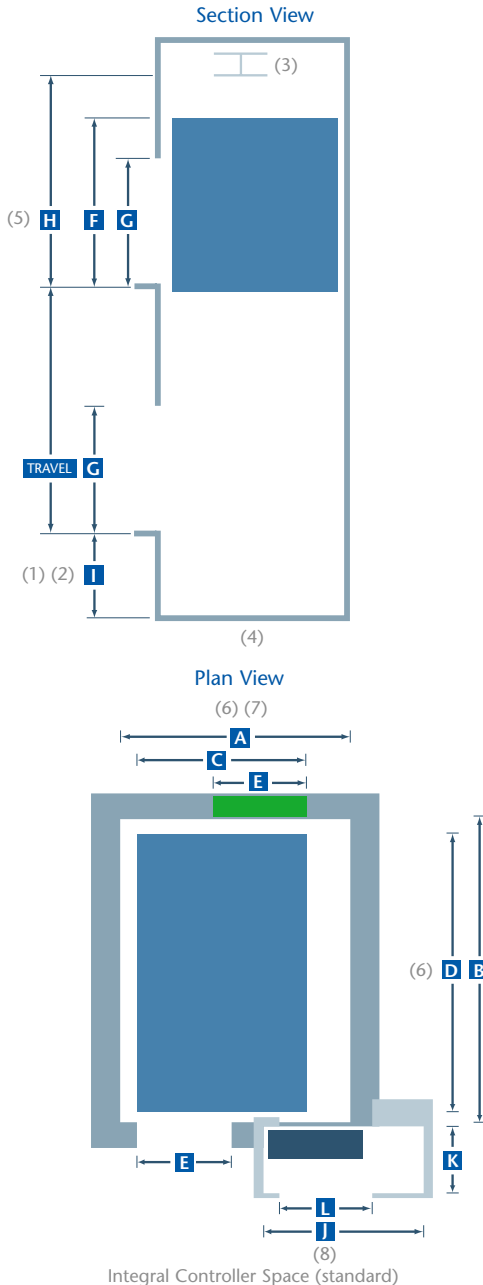 Section View
(3)
(5) H F G
TRAVEL G
(1) (2) I
(4)
Plan View
(6) (7)
A
C
E
(6) D B
E
K
L
J
(8)
Integral Controller Space (standard)